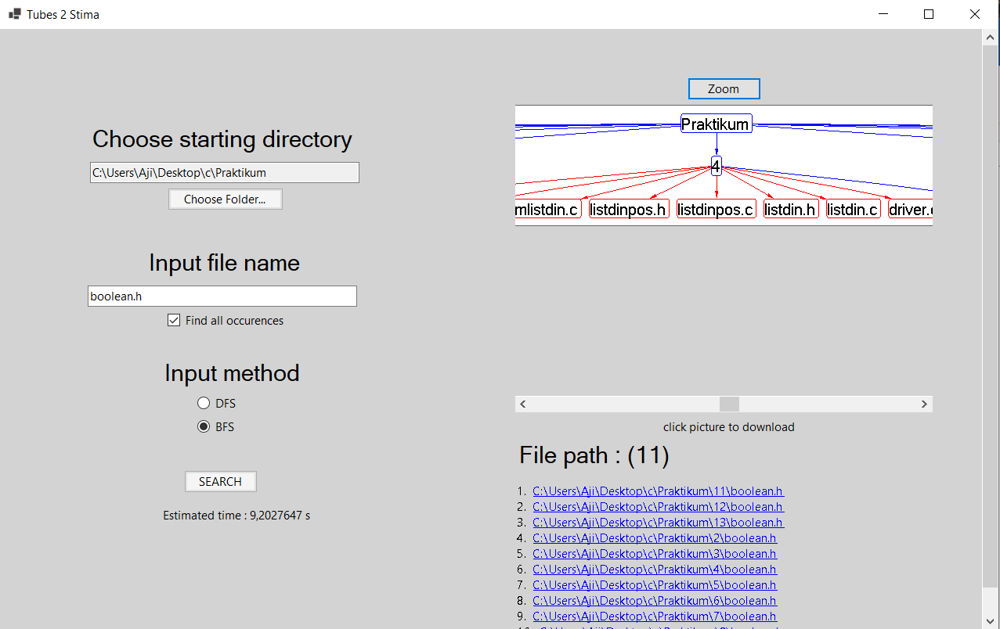 Tubes 2 Stima
Choose starting directory
C:\Users\Aji\Desktop\c\Praktikum
Choose Folder...
Input file name
boolean.h
Find all occurences
Input method
DFS
BFS
SEARCH
Estimated time : 9,2027647 s
Zoom
Praktikum
4
mlistdin.c
listdinpos.h
listdinpos.c
listdin.h
listdin.c
driver.
click picture to download
File path : (11)
1. C:\Users\Aji\Desktop\c\Praktikum\11\boolean.h
2. C:\Users\Aji\Desktop\c\Praktikum\12\boolean.h
3. C:\Users\Aji\Desktop\c\Praktikum\13\boolean.h
4. C:\Users\Aji\Desktop\c\Praktikum\2\boolean.h
5. C:\Users\Aji\Desktop\c\Praktikum\3\boolean.h
6. C:\Users\Aji\Desktop\c\Praktikum\4\boolean.h
7. C:\Users\Aji\Desktop\c\Praktikum\5\boolean.h
8. C:\Users\Aji\Desktop\c\Praktikum\6\boolean.h
9. C:\Users\Aji\Desktop\c\Praktikum\7\boolean.h